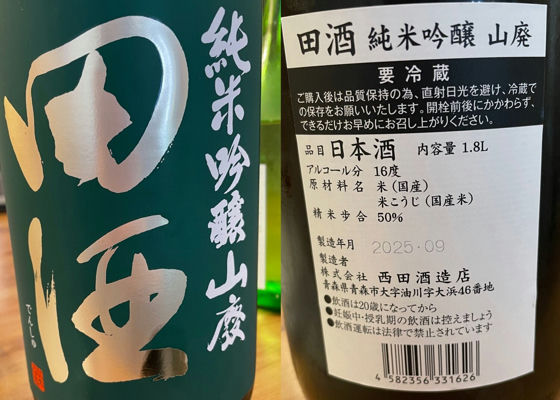 田酒
純米吟醸山廃
でんしゅ
田酒 純米吟醸 山廃
要冷蔵
ご購入後は品質保持の為、直射日光を避け、冷蔵で
の保存をお願いいたします。開栓前後にかかわらず、
できるだけお早めにお召し上がりください。
品目 日本酒 内容量 1.8L
アルコール分 16度
原材料名 米(国産)
米こうじ(国産米)
精米歩合 50%
製造年月 2025・09
製造者
株式会社 西田酒造店
青森県青森市大字油川字大浜46番地
●飲酒は20歳になってから
●妊娠中・授乳期の飲酒は控えましょう
●飲酒運転は法律で禁止されています
4 582356 331626